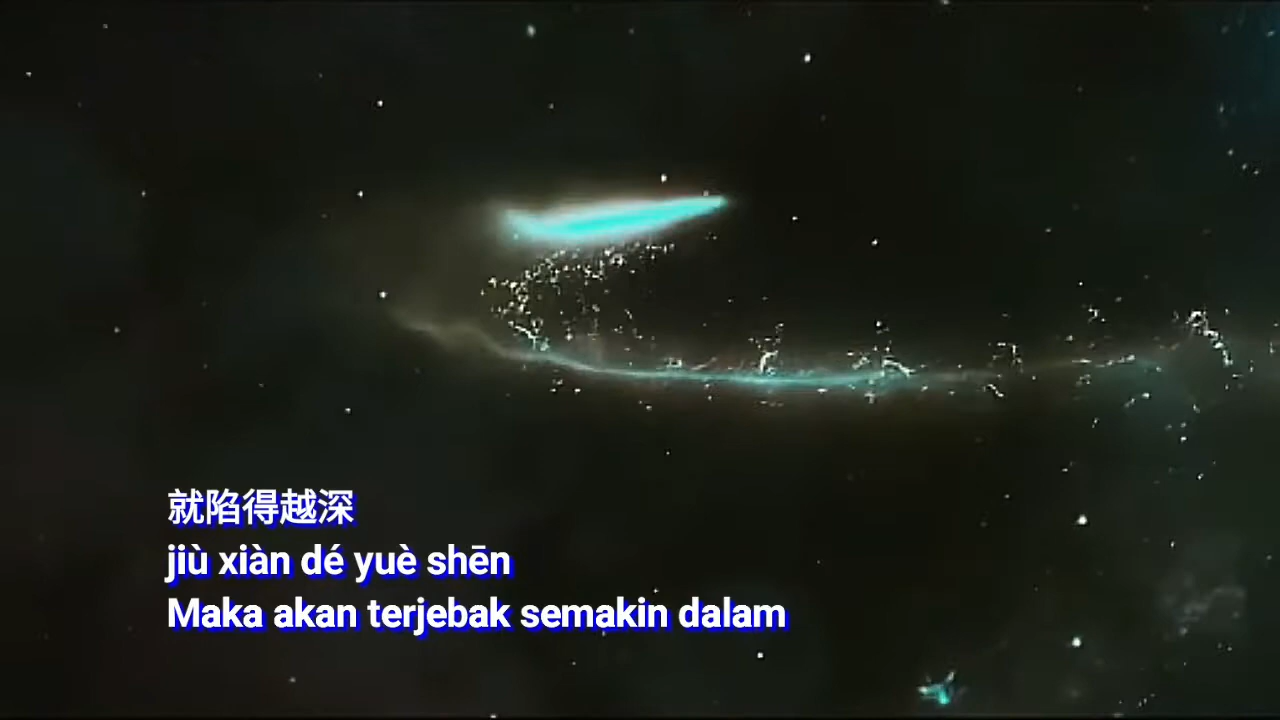 就陷得越深
jiù xiàn dé yuè shēn
Maka akan terjebak semakin dalam